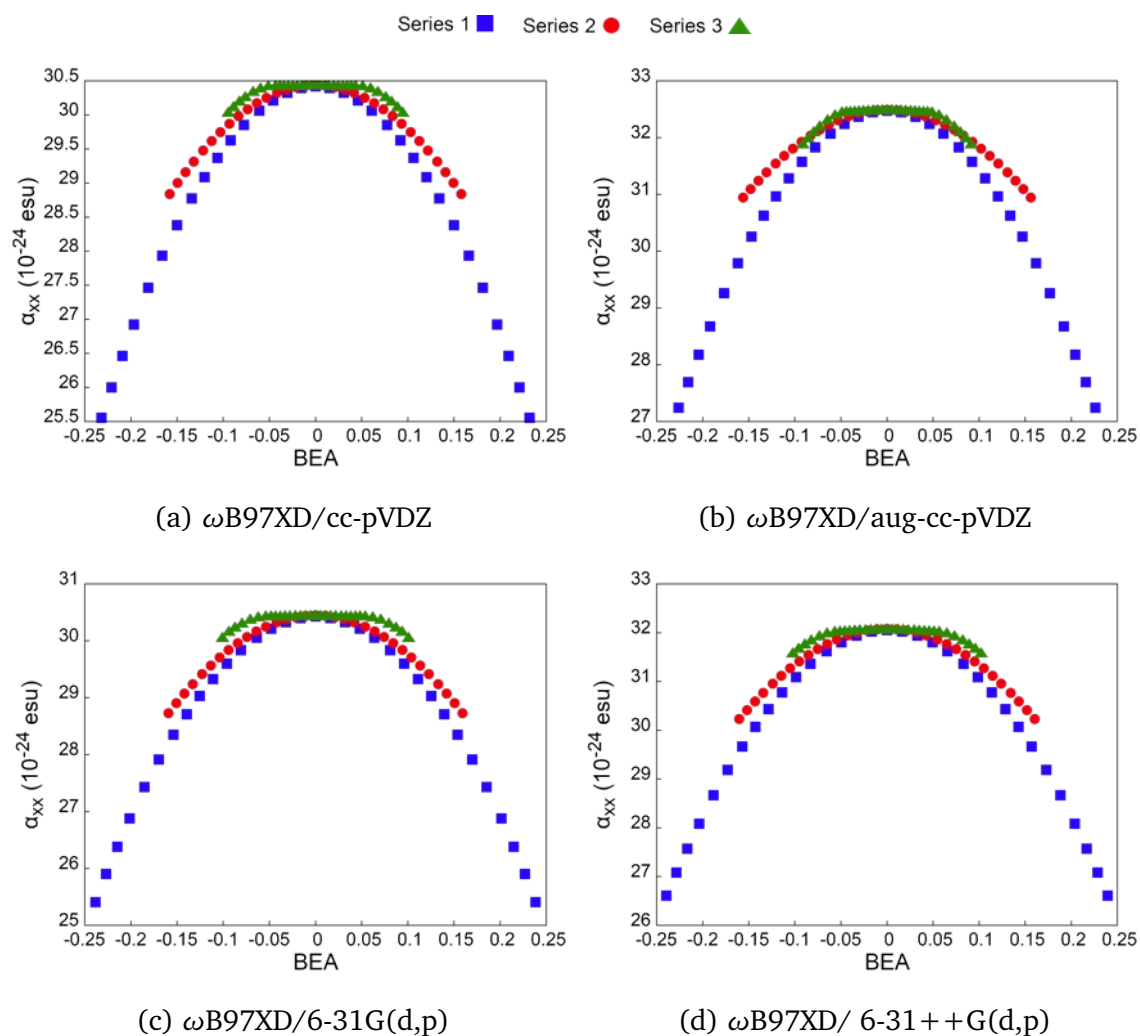 Series 1 Series 2 Series 3
30.5
30
29.5
29
28.5
28
27.5
27
26.5
26
25.5
αxx (10-24 esu)
-0.25 -0.2 -0.15 -0.1 -0.05 0 0.05 0.1 0.15 0.2 0.25
BEA
(a) ωB97XD/cc-pVDZ
33
32
31
30
29
28
27
αxx (10-24 esu)
-0.25 -0.2 -0.15 -0.1 -0.05 0 0.05 0.1 0.15 0.2 0.25
BEA
(b) ωB97XD/aug-cc-pVDZ
31
30
29
28
27
26
25
αxx (10-24 esu)
-0.25 -0.2 -0.15 -0.1 -0.05 0 0.05 0.1 0.15 0.2 0.25
BEA
(c) ωB97XD/6-31G(d,p)
33
32
31
30
29
28
27
26
αxx (10-24 esu)
-0.25 -0.2 -0.15 -0.1 -0.05 0 0.05 0.1 0.15 0.2 0.25
BEA
(d) ωB97XD/ 6-31++G(d,p)